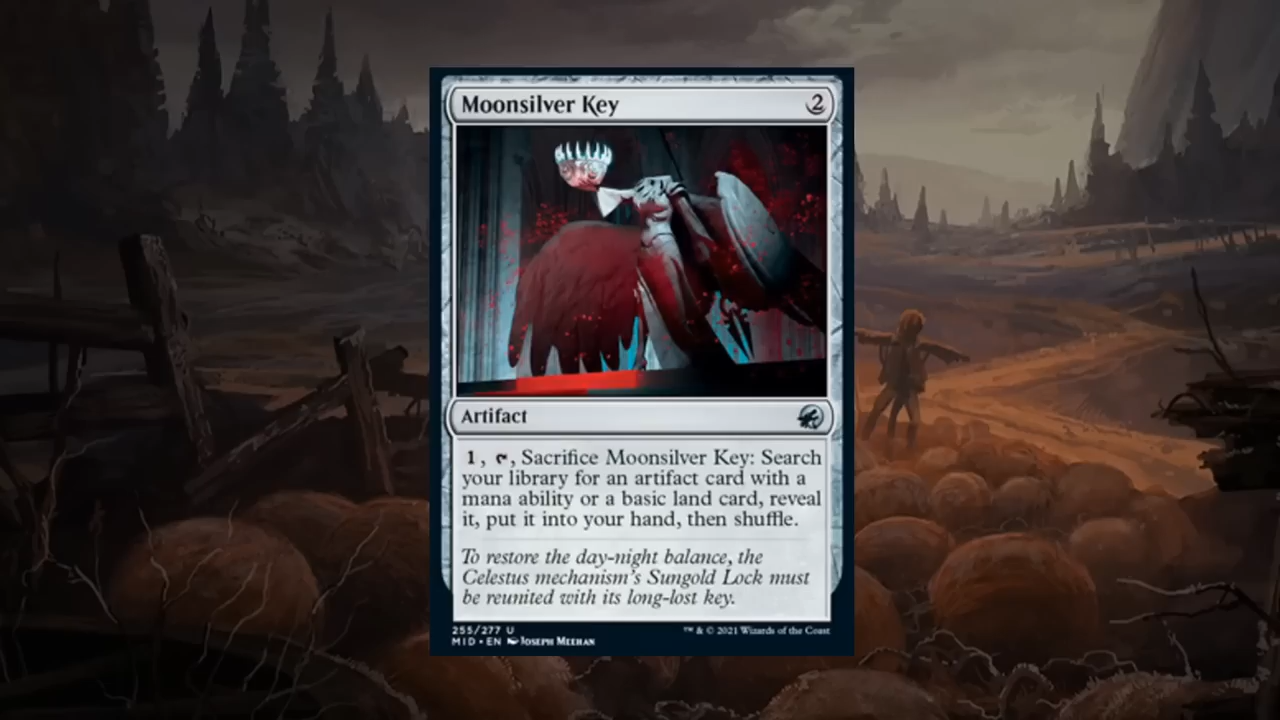 Moonsilver Key 2
Artifact
1, , Sacrifice Moonsilver Key: Search
your library for an artifact card with a
mana ability or a basic land card, reveal
it, put it into your hand, then shuffle.
To restore the day-night balance, the
Celestus mechanism's Sungold Lock must
be reunited with its long-lost key.
255/277 U
™ & © 2021 Wizards of the Coast
MID • EN Joseph Meehan